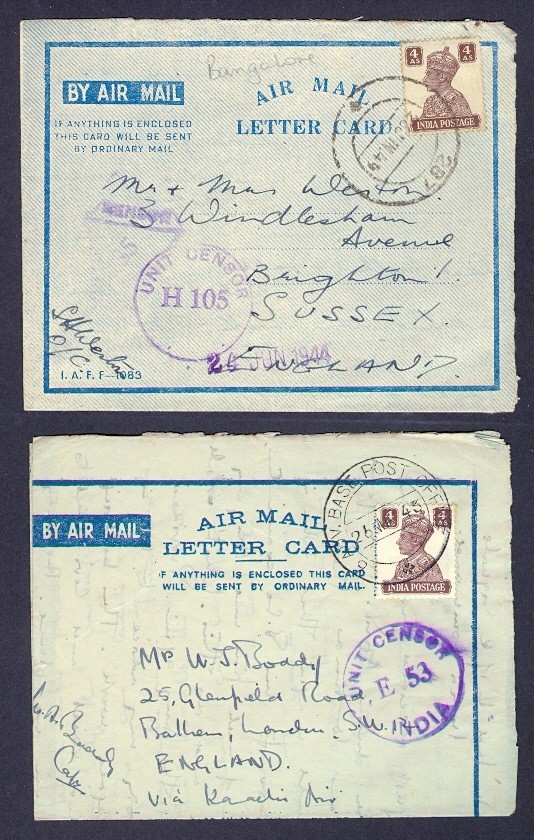 Bangalore
BY AIR MAIL
AIR MAIL
LETTER CARD
IF ANYTHING IS ENCLOSED
THIS CARD WILL BE SENT
BY ORDINARY MAIL
4 AS 4 AS
INDIA POSTAGE
287
Mr + Mrs Weston.
3 Windlesham
Avenue
Brighton 1.
SUSSEX.
ENGLAND.
UNIT CENSOR
H 105
24 JUN 1944
I. A. F. F—1083
BY AIR MAIL
AIR MAIL
LETTER CARD
IF ANYTHING IS ENCLOSED THIS CARD
WILL BE SENT BY ORDINARY MAIL.
BASE POST OFFICE
4 AS 4 AS
INDIA POSTAGE
UNIT CENSOR
E 53
INDIA
Mr W. J. Boddy
25, Glenfield Road,
Balham, London. S.W.12
ENGLAND.
via Karachi Air
Capt